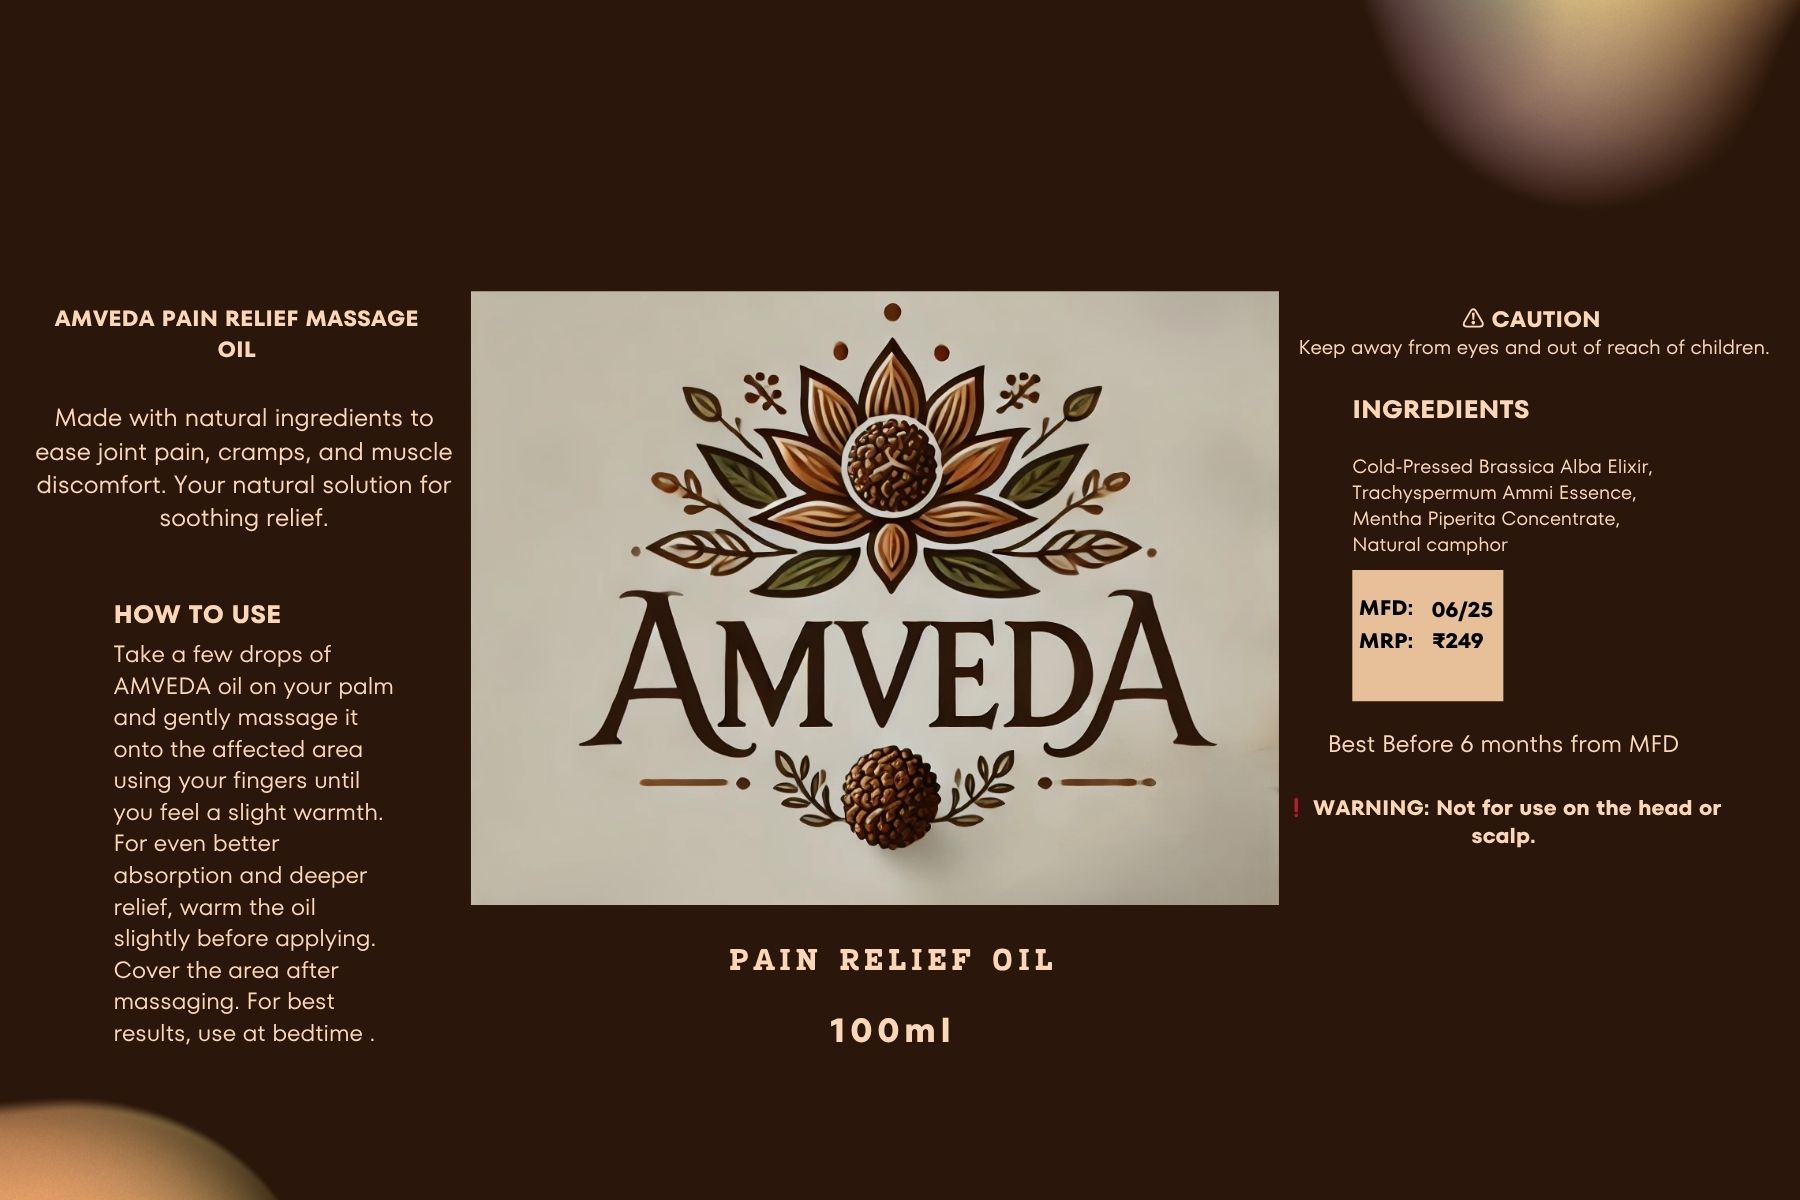 AMVEDA PAIN RELIEF MASSAGE
OIL
Made with natural ingredients to
ease joint pain, cramps, and muscle
discomfort. Your natural solution for
soothing relief.
HOW TO USE
Take a few drops of
AMVEDA oil on your palm
and gently massage it
onto the affected area
using your fingers until
you feel a slight warmth.
For even better
absorption and deeper
relief, warm the oil
slightly before applying.
Cover the area after
massaging. For best
results, use at bedtime .
AMVEDA
PAIN RELIEF OIL
100ml
⚠ CAUTION
Keep away from eyes and out of reach of children.
INGREDIENTS
Cold-Pressed Brassica Alba Elixir,
Trachyspermum Ammi Essence,
Mentha Piperita Concentrate,
Natural camphor
MFD: 06/25
MRP: ₹249
Best Before 6 months from MFD
❗ WARNING: Not for use on the head or
scalp.